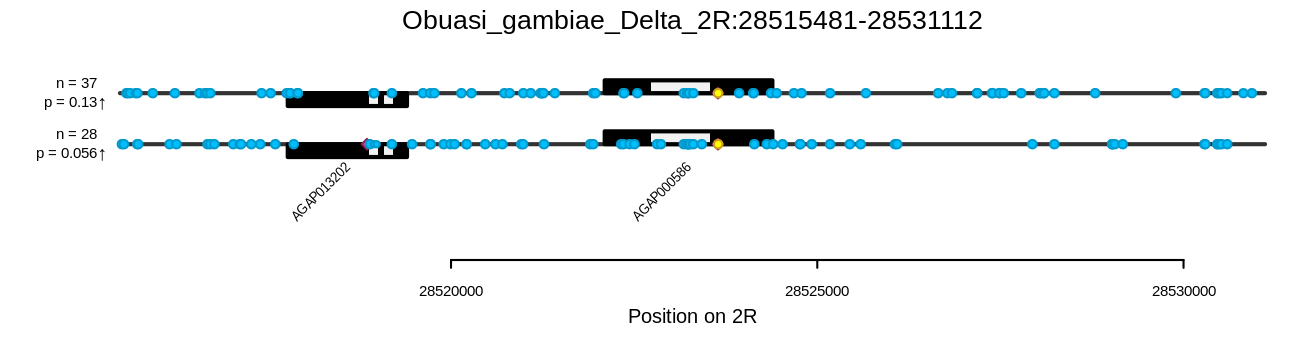 Obuasi_gambiae_Delta_2R:28515481-28531112
n = 37
p = 0.13↑
n = 28
p = 0.056↑
AGAP013202
AGAP000586
28520000
28525000
28530000
Position on 2R